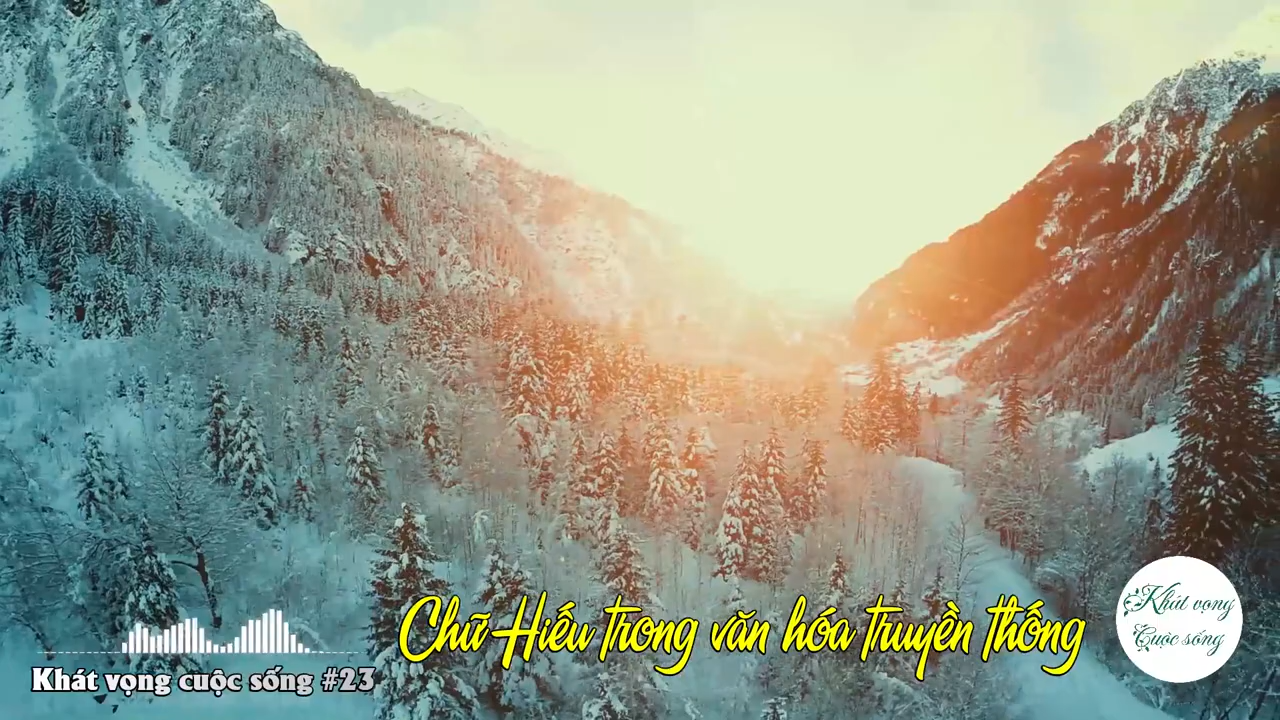 Chữ Hiếu trong văn hóa truyền thống
Khát vọng cuộc sống #23
Khát vọng
Cuộc sống